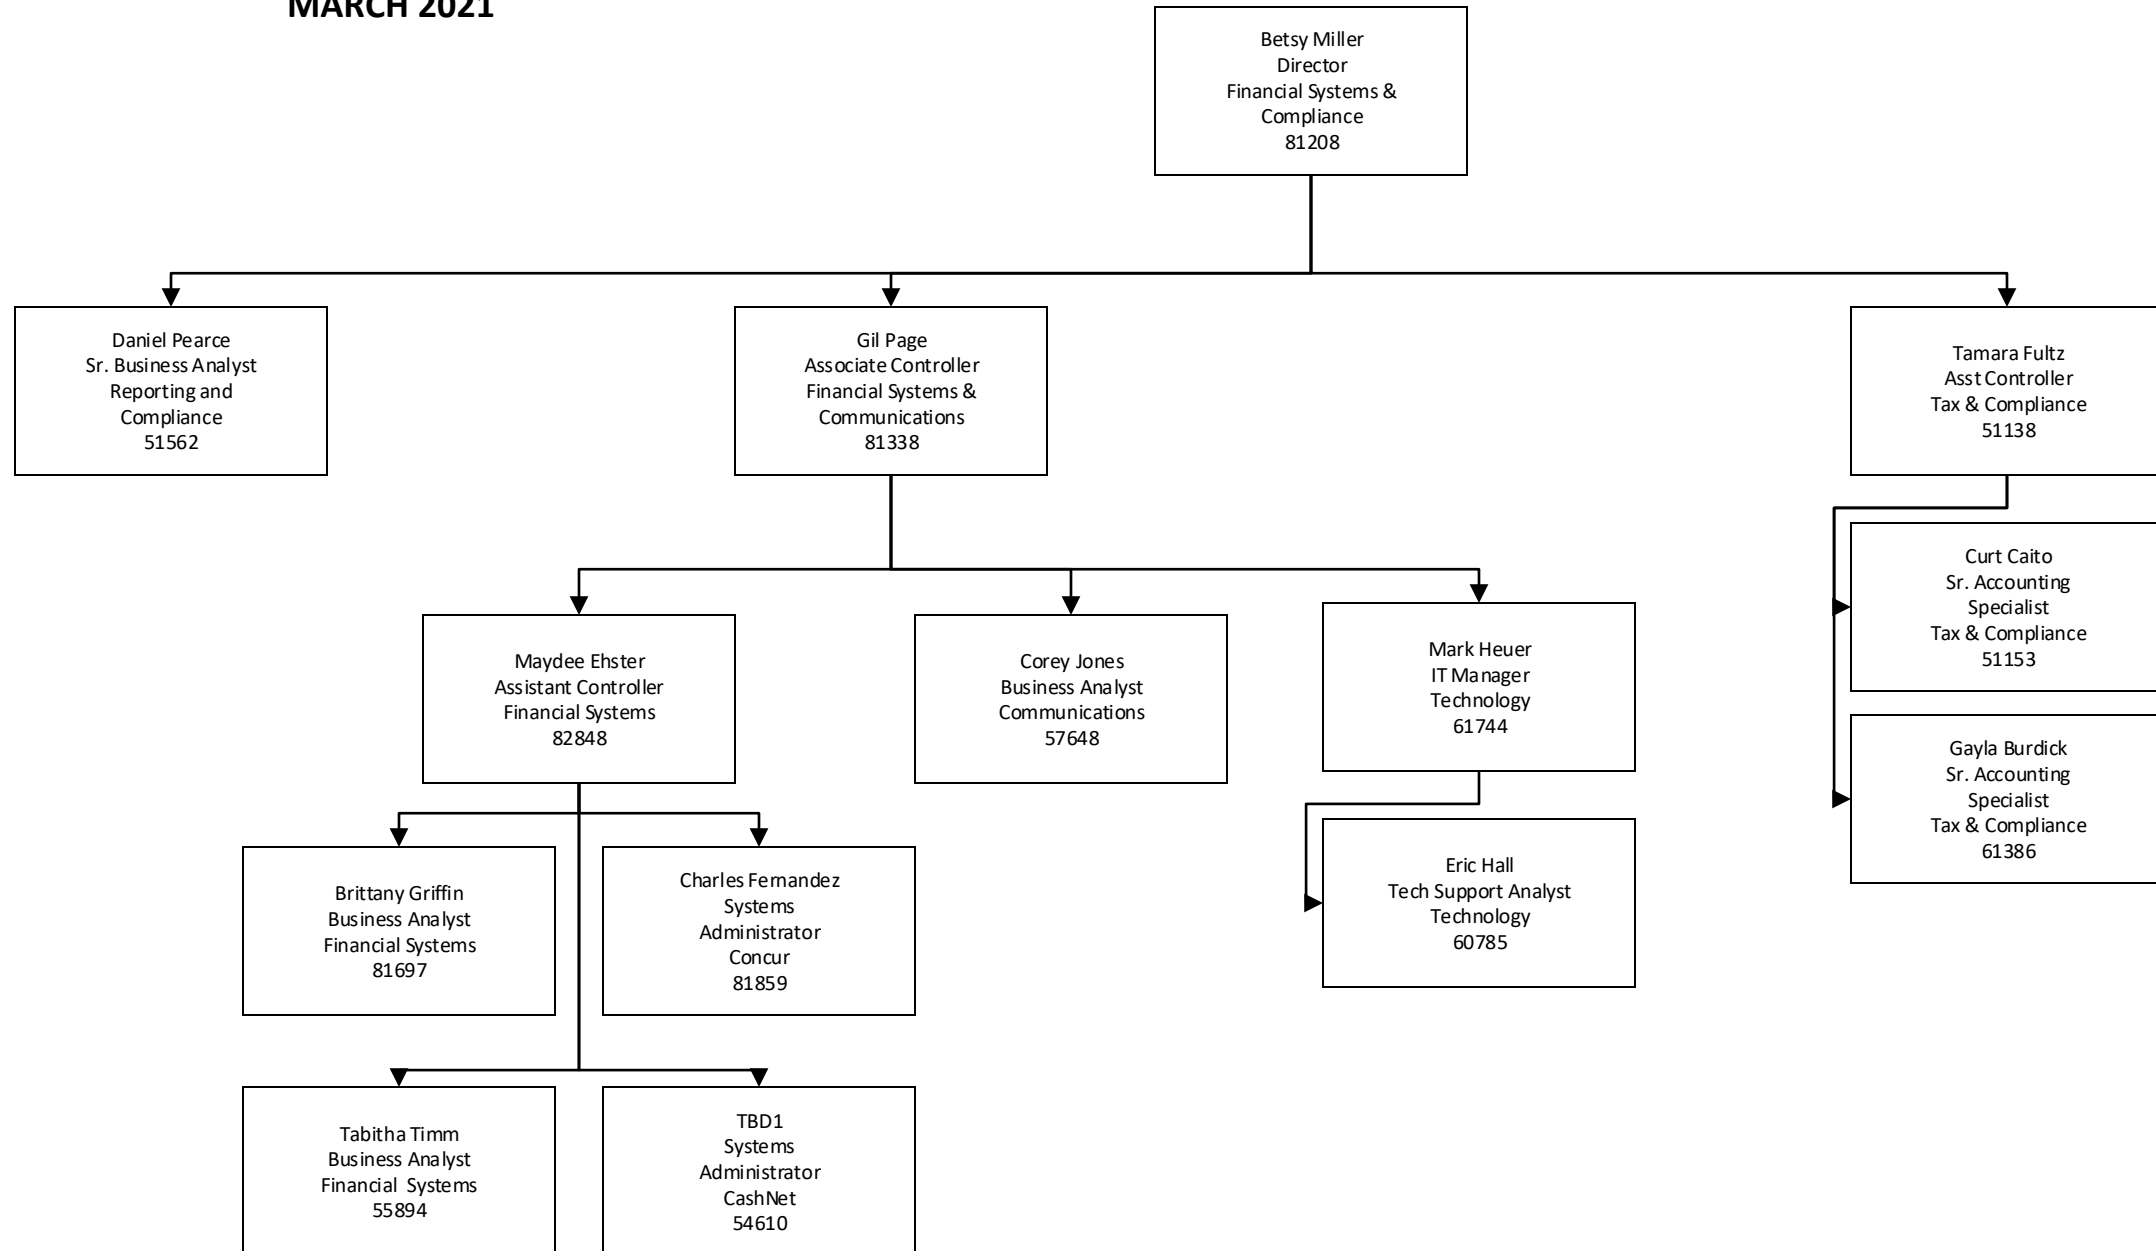 MARCH 2021
Betsy Miller
Director
Financial Systems &
Compliance
81208
Daniel Pearce
Sr. Business Analyst
Reporting and
Compliance
51562
Gil Page
Associate Controller
Financial Systems &
Communications
81338
Tamara Fultz
Asst Controller
Tax & Compliance
51138
Curt Caito
Sr. Accounting
Specialist
Tax & Compliance
51153
Maydee Ehster
Assistant Controller
Financial Systems
82848
Corey Jones
Business Analyst
Communications
57648
Mark Heuer
IT Manager
Technology
61744
Gayla Burdick
Sr. Accounting
Specialist
Tax & Compliance
61386
Brittany Griffin
Business Analyst
Financial Systems
81697
Charles Fernandez
Systems
Administrator
Concur
81859
Eric Hall
Tech Support Analyst
Technology
60785
Tabitha Timm
Business Analyst
Financial Systems
55894
TBD1
Systems
Administrator
CashNet
54610